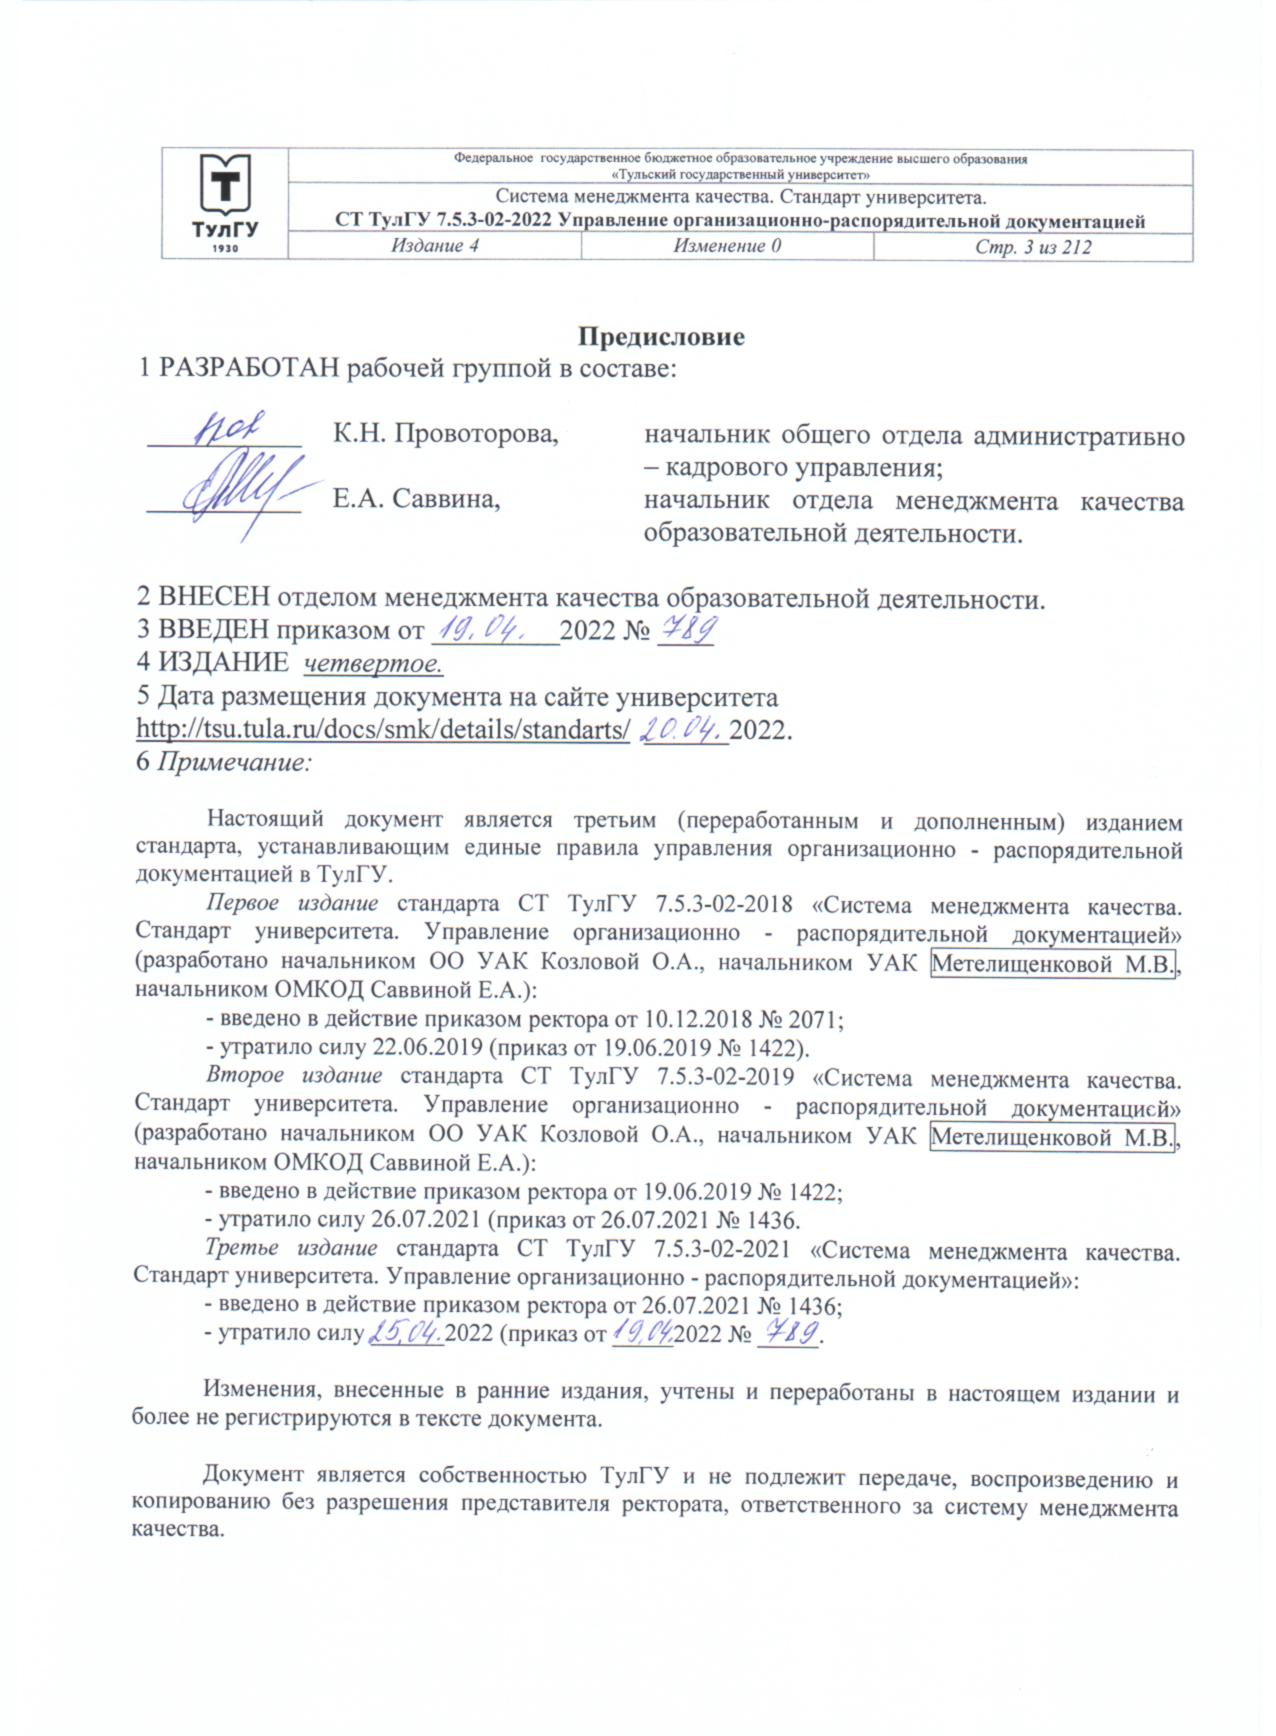 Федеральное государственное бюджетное образовательное учреждение высшего образования
«Тульский государственный университет»
Система менеджмента качества. Стандарт университета.
СТ ТулГУ 7.5.3-02-2022 Управление организационно-распорядительной документацией
Т
ТулГУ
1930
Издание 4 Изменение 0 Стр. 3 из 212
Предисловие
1 РАЗРАБОТАН рабочей группой в составе:
К.Н. Провоторова, начальник общего отдела административно
– кадрового управления;
Е.А. Саввина, начальник отдела менеджмента качества
образовательной деятельности.
2 ВНЕСЕН отделом менеджмента качества образовательной деятельности.
3 ВВЕДЕН приказом от 19.04. 2022 № 789
4 ИЗДАНИЕ четвертое.
5 Дата размещения документа на сайте университета
http://tsu.tula.ru/docs/smk/details/standarts/ 20.04.2022.
6 Примечание:
Настоящий документ является третьим (переработанным и дополненным) изданием
стандарта, устанавливающим единые правила управления организационно - распорядительной
документацией в ТулГУ.
Первое издание стандарта СТ ТулГУ 7.5.3-02-2018 «Система менеджмента качества.
Стандарт университета. Управление организационно - распорядительной документацией»
(разработано начальником ОО УАК Козловой О.А., начальником УАК Метелищенковой М.В.,
начальником ОМКОД Саввиной Е.А.):
- введено в действие приказом ректора от 10.12.2018 № 2071;
- утратило силу 22.06.2019 (приказ от 19.06.2019 № 1422).
Второе издание стандарта СТ ТулГУ 7.5.3-02-2019 «Система менеджмента качества.
Стандарт университета. Управление организационно - распорядительной документацией»
(разработано начальником ОО УАК Козловой О.А., начальником УАК Метелищенковой М.В.,
начальником ОМКОД Саввиной Е.А.):
- введено в действие приказом ректора от 19.06.2019 № 1422;
- утратило силу 26.07.2021 (приказ от 26.07.2021 № 1436.
Третье издание стандарта СТ ТулГУ 7.5.3-02-2021 «Система менеджмента качества.
Стандарт университета. Управление организационно - распорядительной документацией»:
- введено в действие приказом ректора от 26.07.2021 № 1436;
- утратило силу 25.04.2022 (приказ от 19.04 2022 № 789.
Изменения, внесенные в ранние издания, учтены и переработаны в настоящем издании и
более не регистрируются в тексте документа.
Документ является собственностью ТулГУ и не подлежит передаче, воспроизведению и
копированию без разрешения представителя ректората, ответственного за систему менеджмента
качества.